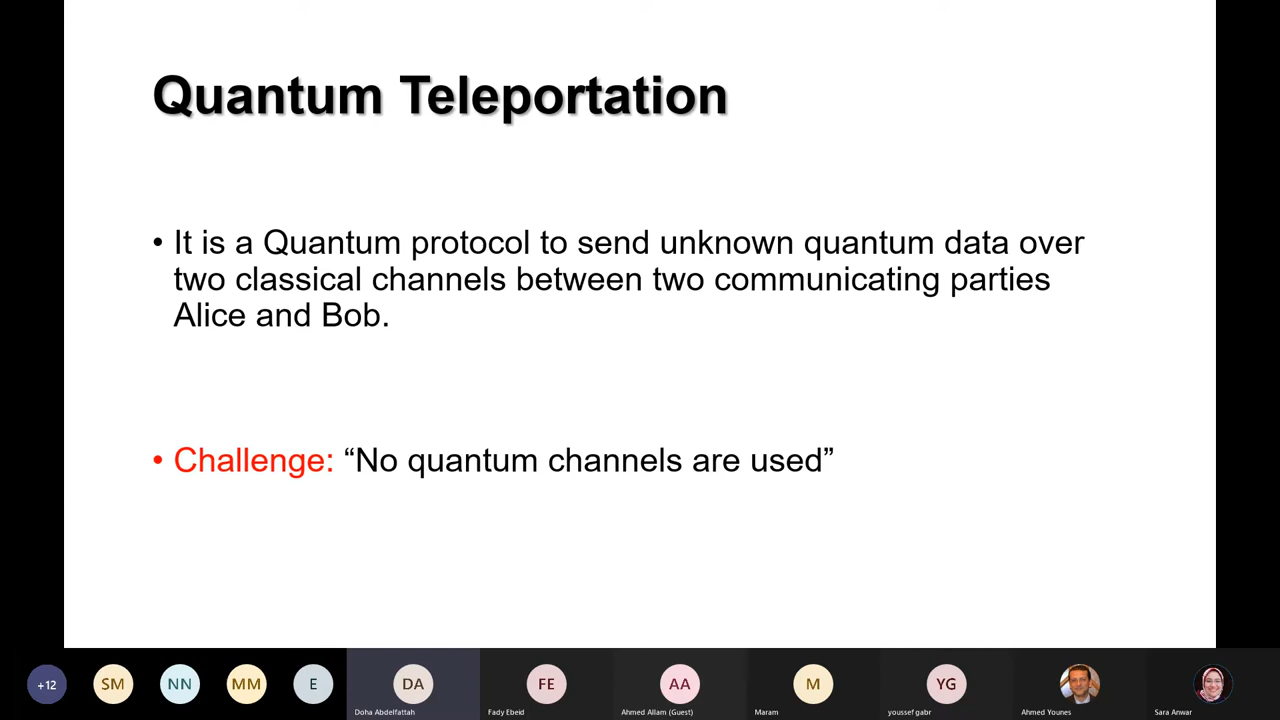 Quantum Teleportation
• It is a Quantum protocol to send unknown quantum data over
two classical channels between two communicating parties
Alice and Bob.
• Challenge: “No quantum channels are used”
+12 SM NN MM E DA FE AA M YG
Doha Abdelfattah Fady Ebeid Ahmed Allam (Guest) Maram youssef gabr Ahmed Younes Sara Anwar